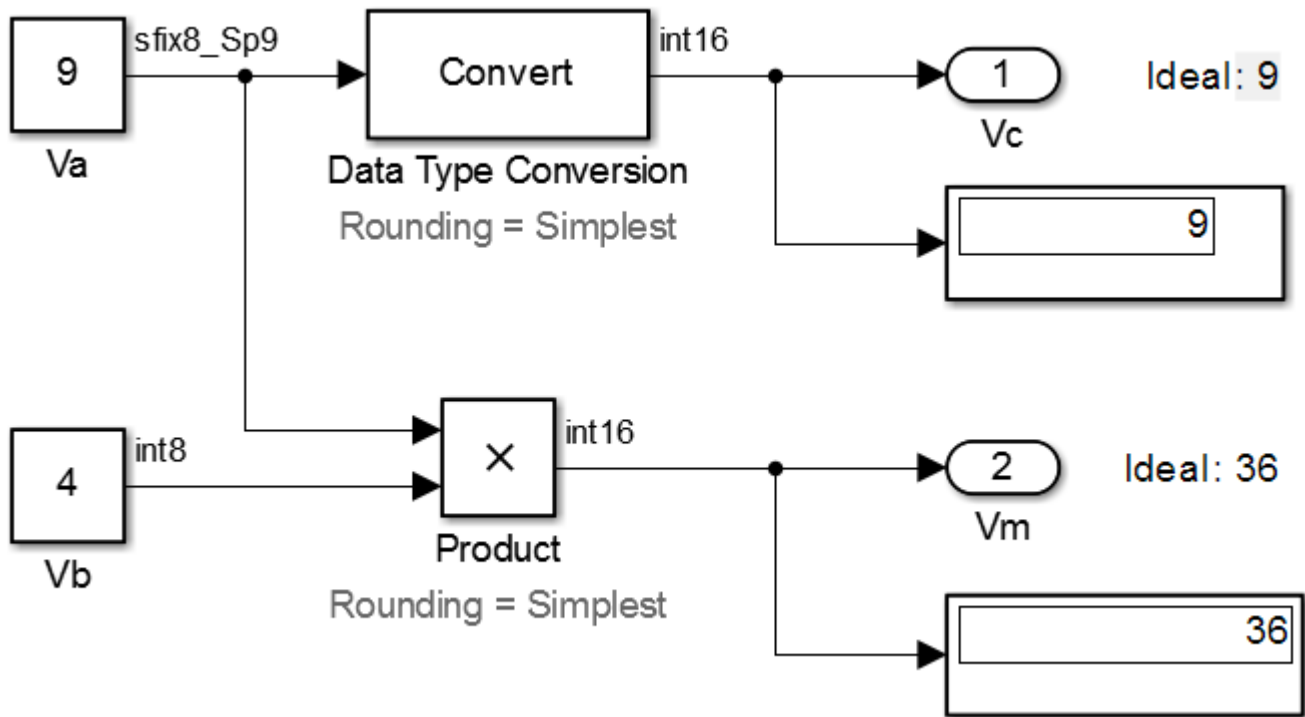 sfix8_Sp9
9
Va
Convert
Data Type Conversion
Rounding = Simplest
int16
1
Vc
Ideal: 9
9
4
Vb
int8
×
Product
Rounding = Simplest
int16
2
Vm
Ideal: 36
36